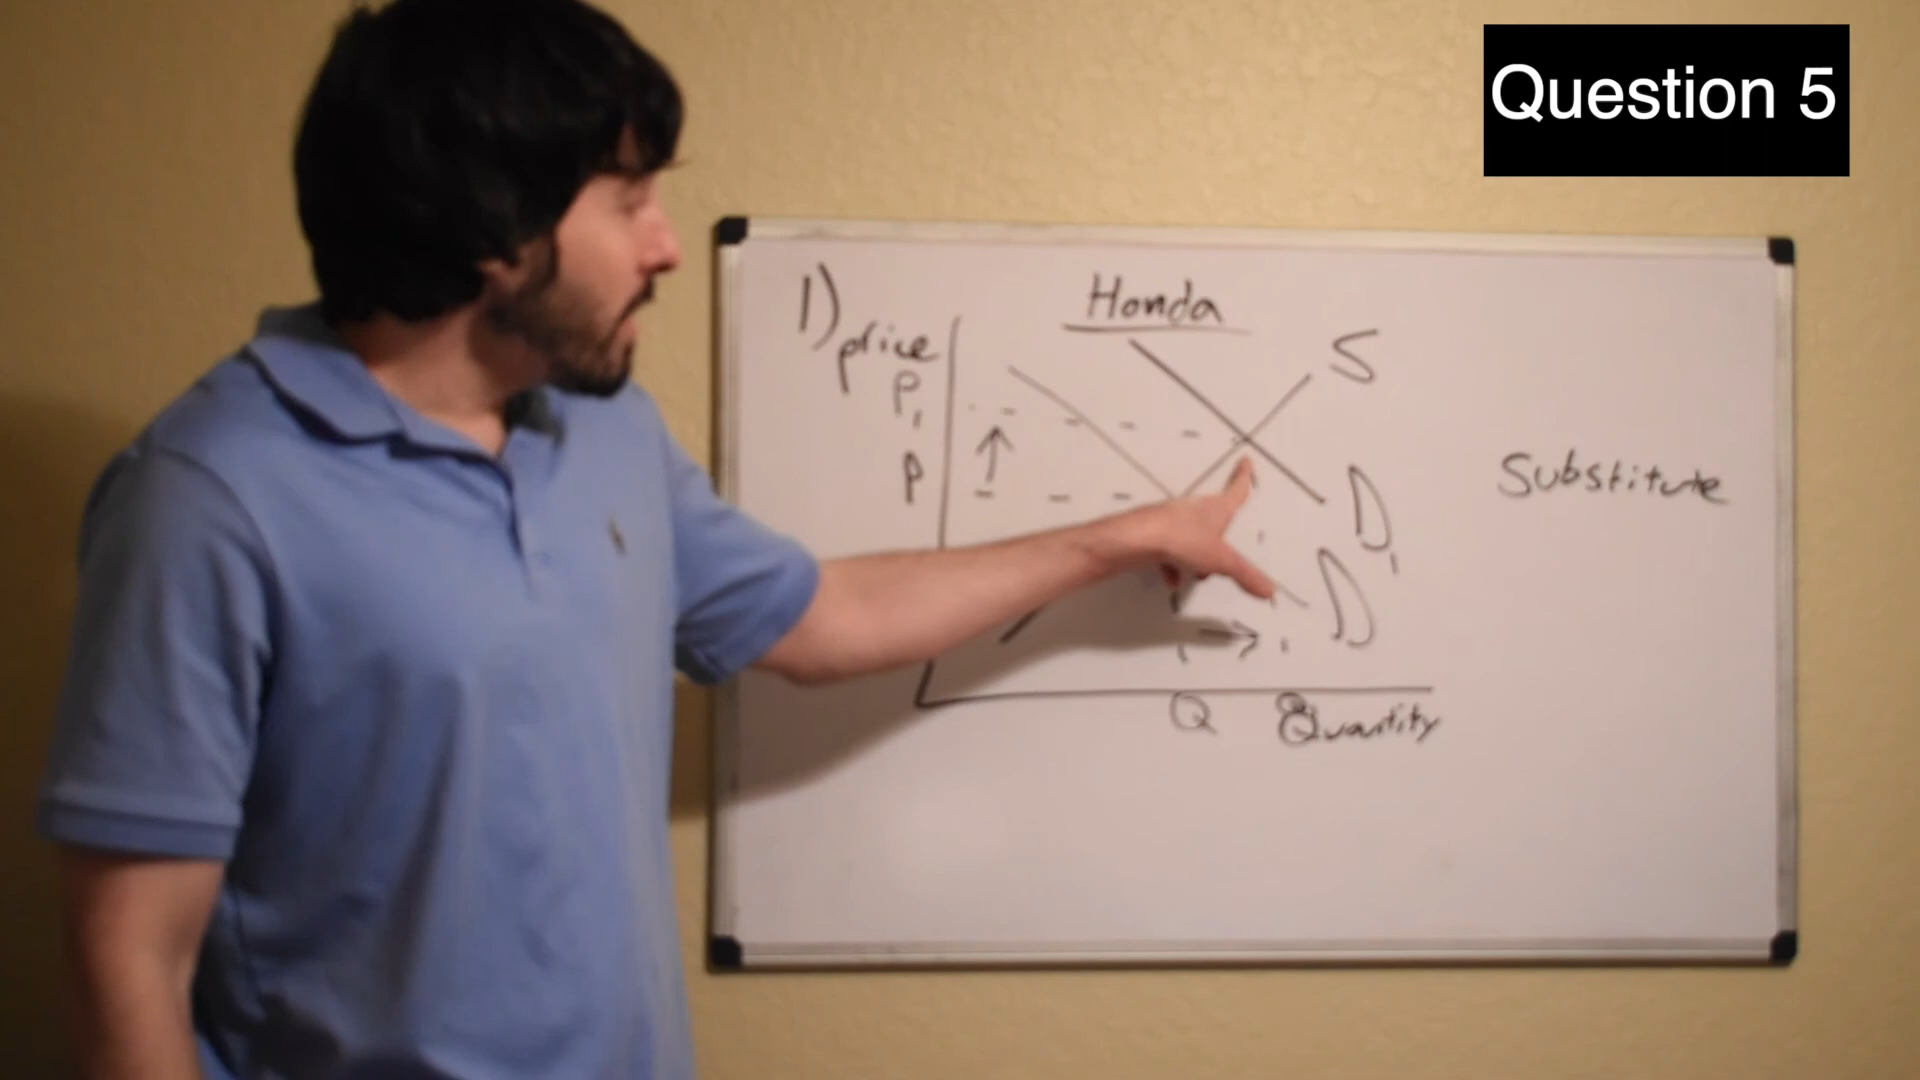 Question 5
1)
Honda
price
S
P1
P
Substitute
D1
D
Q
Quantity